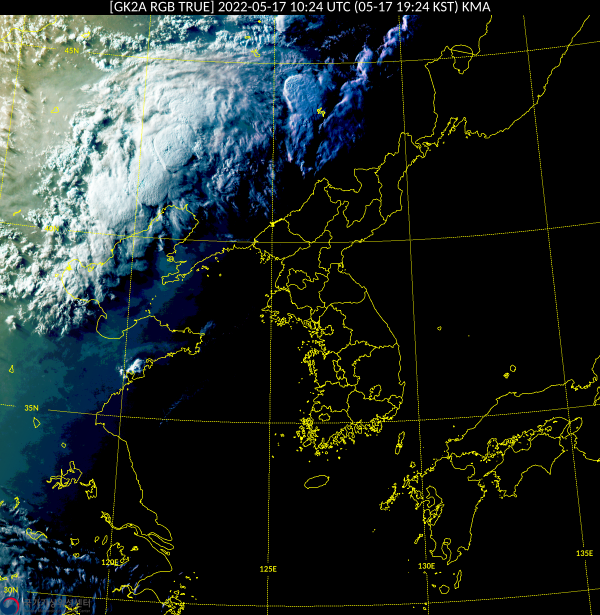 [GK2A RGB TRUE] 2022-05-17 10:24 UTC (05-17 19:24 KST) KMA
45N
35N
120E
125E
130E
135E
30N